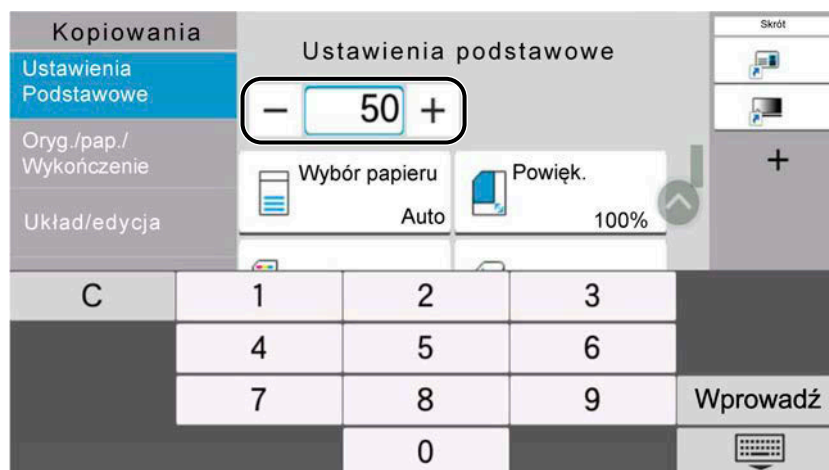 Kopiowania
Ustawienia
Podstawowe
Oryg./pap./
Wykończenie
Układ/edycja
Ustawienia podstawowe
− 50 +
Wybór papieru
Auto
Powięk.
100%
Skrót
+
C 1 2 3
4 5 6
7 8 9 Wprowadź
0